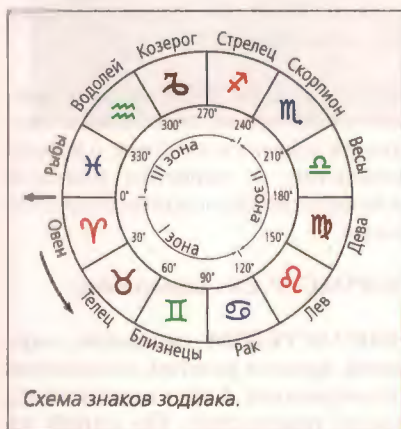 Козерог
Стрелец
Скорпион
Весы
Дева
Лев
Рак
Близнецы
Телец
Овен
Рыбы
Водолей
270°
240°
210°
180°
150°
120°
90°
60°
30°
0°
330°
300°
I зона
II зона
III зона
Схема знаков зодиака.